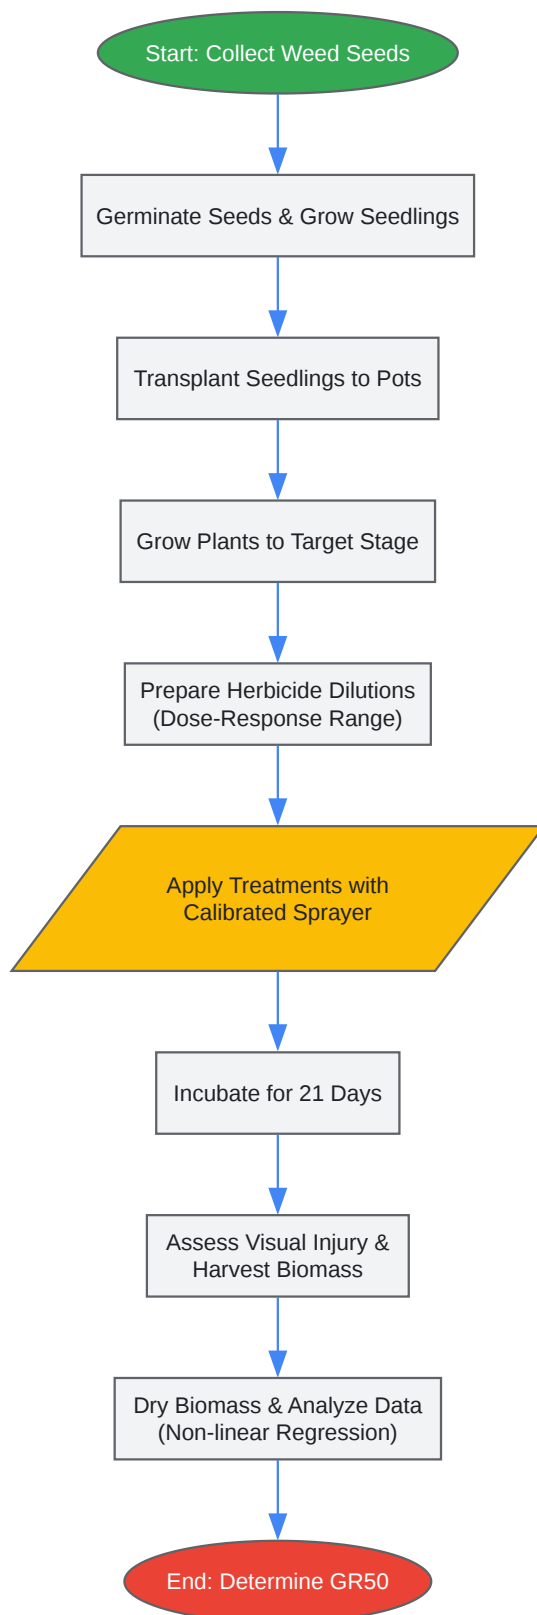 Start: Collect Weed Seeds
Germinate Seeds & Grow Seedlings
Transplant Seedlings to Pots
Grow Plants to Target Stage
Prepare Herbicide Dilutions
(Dose-Response Range)
Apply Treatments with
Calibrated Sprayer
Incubate for 21 Days
Assess Visual Injury &
Harvest Biomass
Dry Biomass & Analyze Data
(Non-linear Regression)
End: Determine GR50